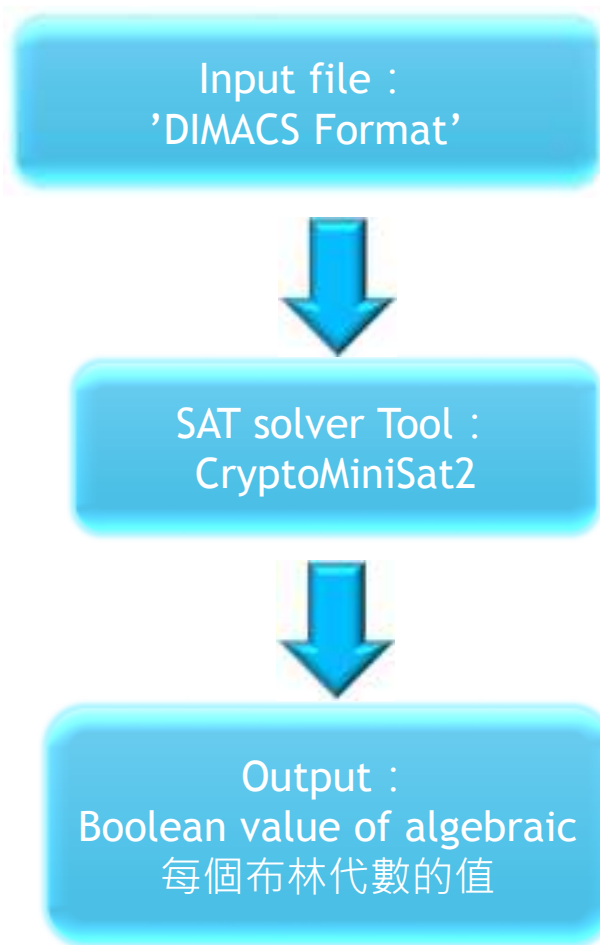 Input file：
’DIMACS Format’
SAT solver Tool：
CryptoMiniSat2
Output：
Boolean value of algebraic
每個布林代數的值